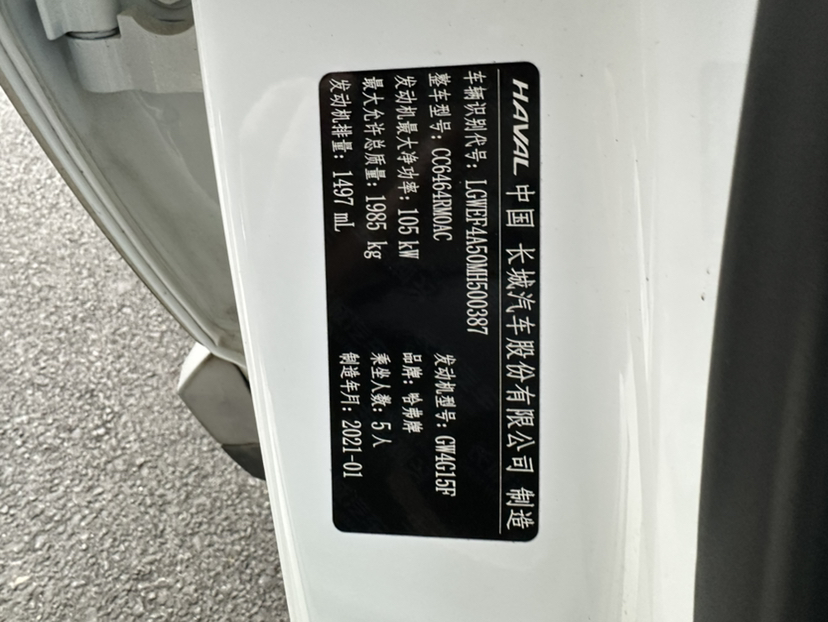 HAVAL 中国 长城汽车股份有限公司 制造
车辆识别代号: LGWEF4A50MH500387
整车型号: CC6464RM0AC 发动机型号: GW4G15F
发动机最大净功率: 105 kW 品牌: 哈弗牌
最大允许总质量: 1985 kg 乘坐人数: 5人
发动机排量: 1497 mL 制造年月: 2021-01